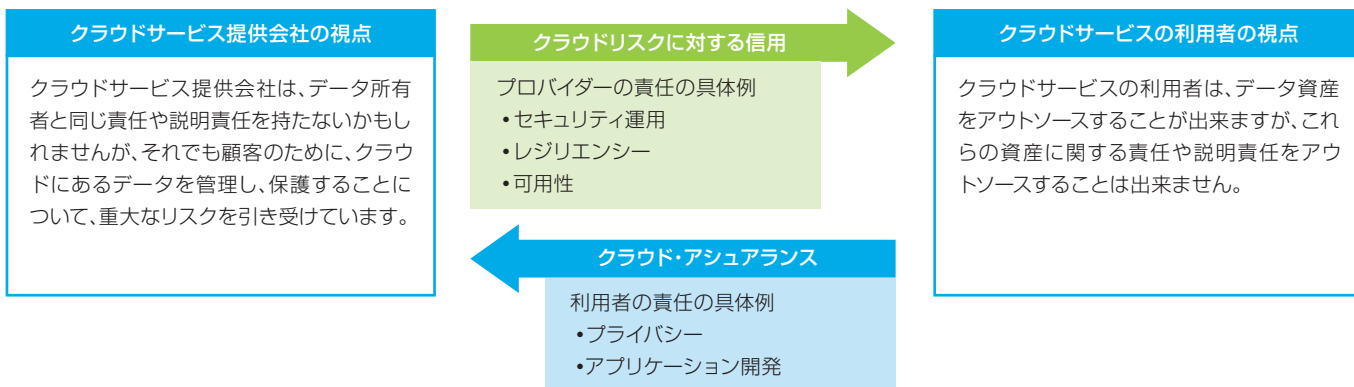 クラウドサービス提供会社の視点
クラウドサービス提供会社は、データ所有
者と同じ責任や説明責任を持たないかもし
れませんが、それでも顧客のために、クラウ
ドにあるデータを管理し、保護することに
ついて、重大なリスクを引き受けています。
クラウドリスクに対する信用
プロバイダーの責任の具体例
•セキュリティ運用
•レジリエンシー
•可用性
クラウド・アシュアランス
利用者の責任の具体例
•プライバシー
•アプリケーション開発
クラウドサービスの利用者の視点
クラウドサービスの利用者は、データ資産
をアウトソースすることが出来ますが、これ
らの資産に関する責任や説明責任をアウ
トソースすることは出来ません。